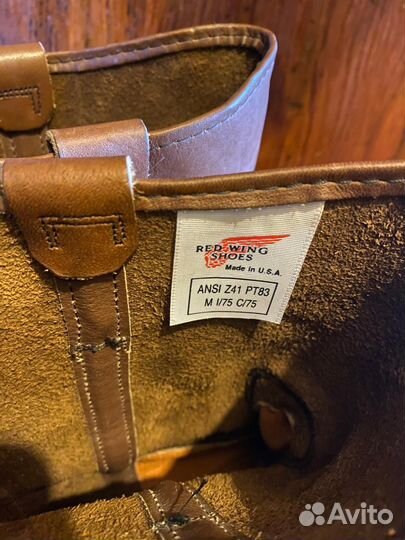 RED WING
SHOES
Made in U.S.A.
ANSI Z41 PT83
M I/75 C/75
Avito